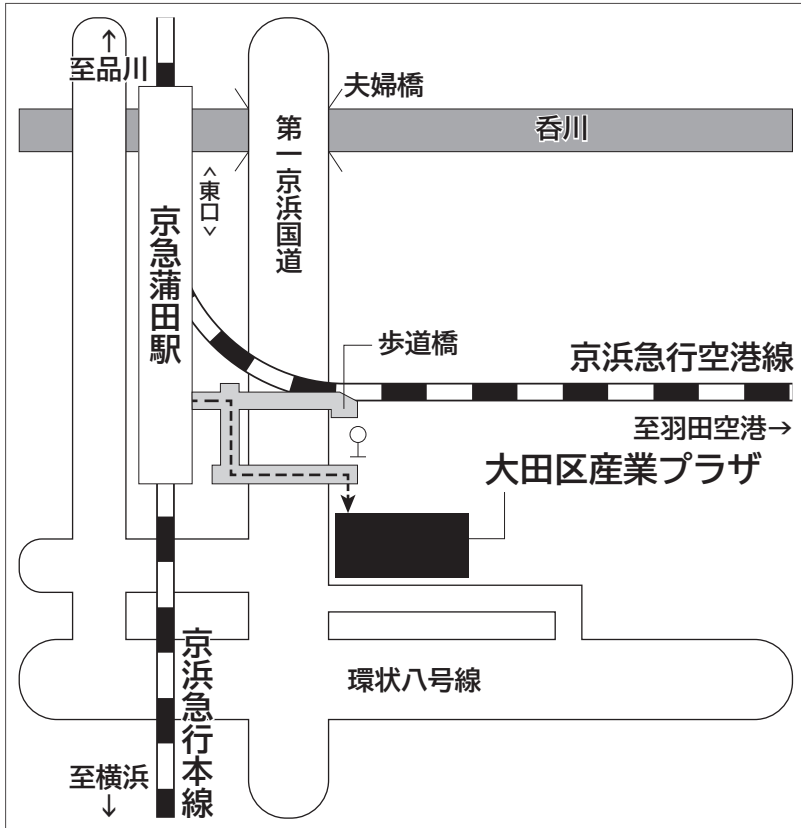 ↑
至品川
夫婦橋
呑川
第一京浜国道
<東口>
京急蒲田駅
歩道橋
京浜急行空港線
至羽田空港→
大田区産業プラザ
環状八号線
京浜急行本線
至横浜
↓